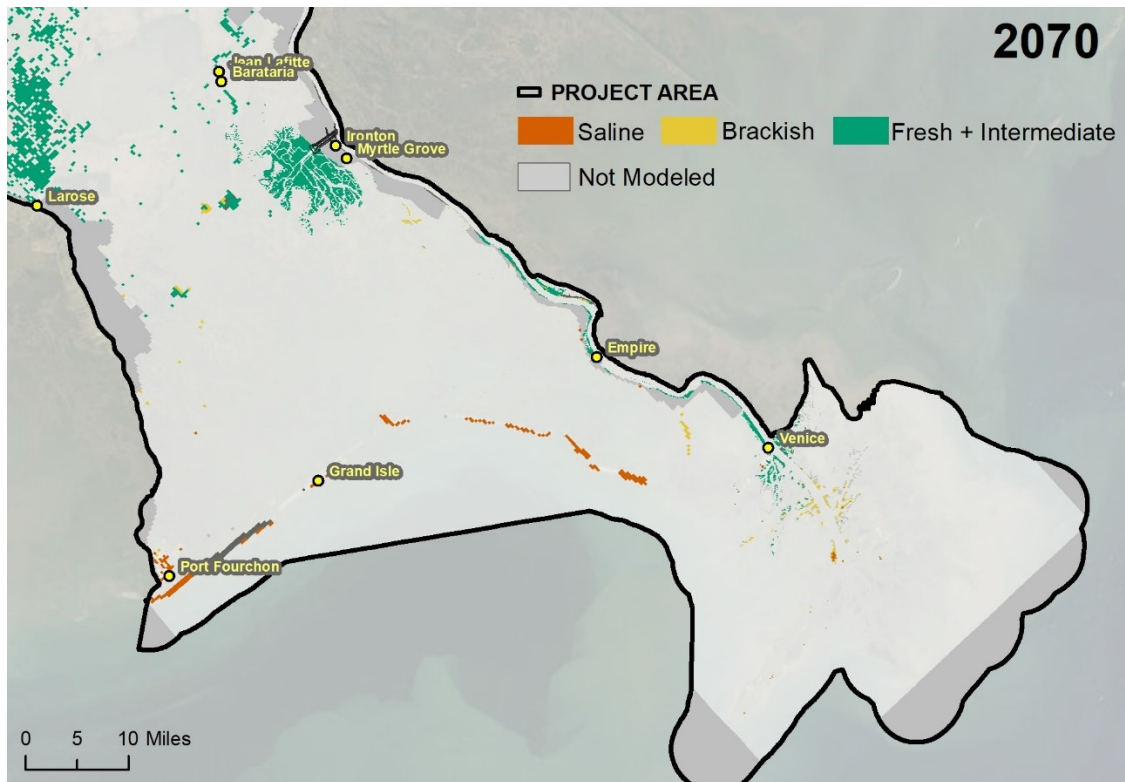 2070
PROJECT AREA
Saline Brackish Fresh + Intermediate
Not Modeled
Jean Lafitte
Barataria
Ironton
Myrtle Grove
Larose
Empire
Venice
Grand Isle
Port Fourchon
0 5 10 Miles